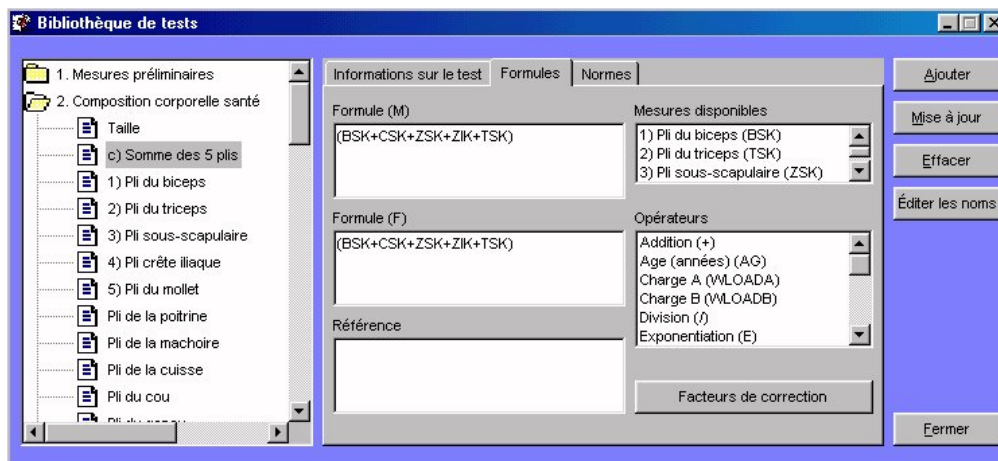 Bibliothèque de tests
1. Mesures préliminaires
2. Composition corporelle santé
Taille
c) Somme des 5 plis
1) Pli du biceps
2) Pli du triceps
3) Pli sous-scapulaire
4) Pli crête iliaque
5) Pli du mollet
Pli de la poitrine
Pli de la machoire
Pli de la cuisse
Pli du cou
Informations sur le test
Formules
Normes
Formule (M)
(BSK+CSK+ZSK+ZIK+TSK)
Formule (F)
(BSK+CSK+ZSK+ZIK+TSK)
Référence
Mesures disponibles
1) Pli du biceps (BSK)
2) Pli du triceps (TSK)
3) Pli sous-scapulaire (ZSK)
Opérateurs
Addition (+)
Age (années) (AG)
Charge A (WLOADA)
Charge B (WLOADB)
Division (/)
Exponentiation (E)
Facteurs de correction
Ajouter
Mise à jour
Effacer
Éditer les noms
Fermer